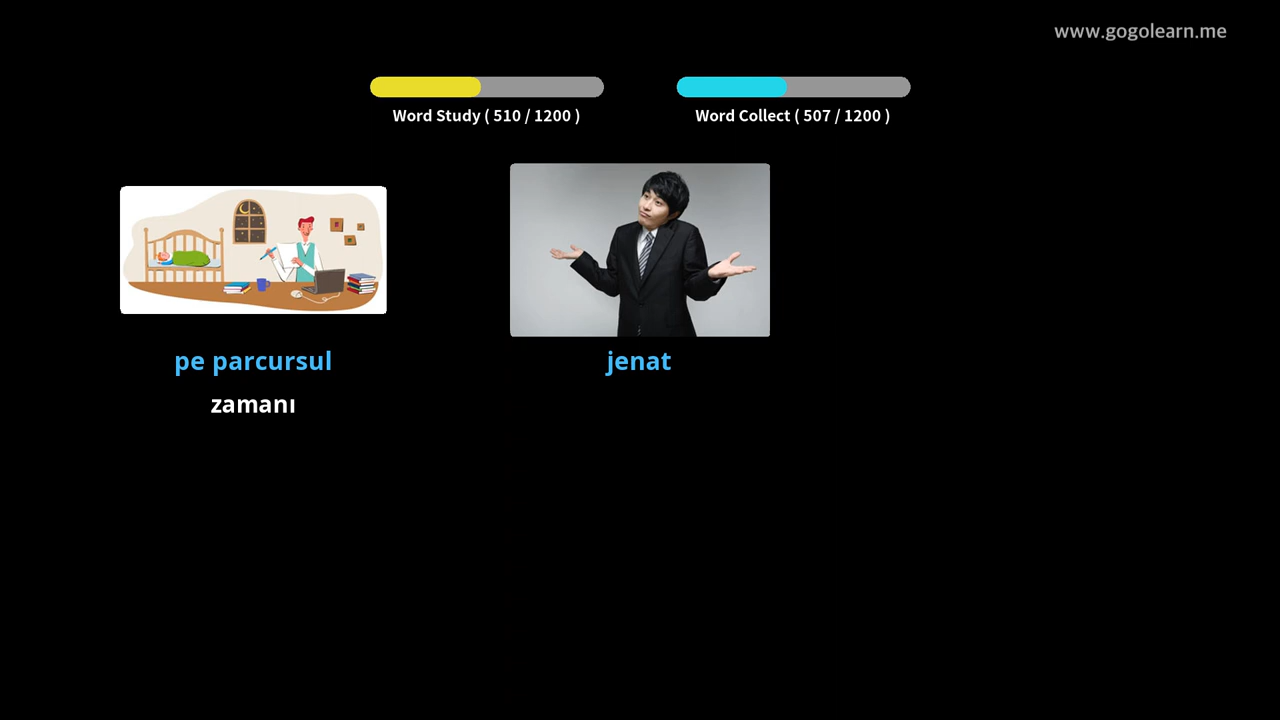 www.gogolearn.me
Word Study ( 510 / 1200 )
Word Collect ( 507 / 1200 )
pe parcursul
zamanı
jenat